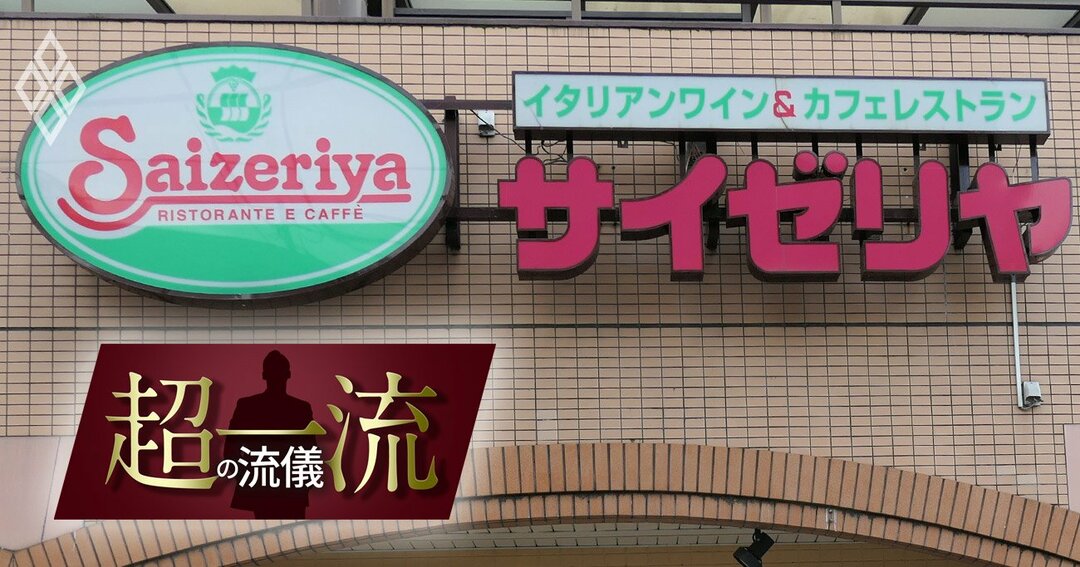 Saizeriya
RISTORANTE E CAFFÈ
イタリアンワイン&カフェレストラン
サイゼリヤ
超一流
の流儀